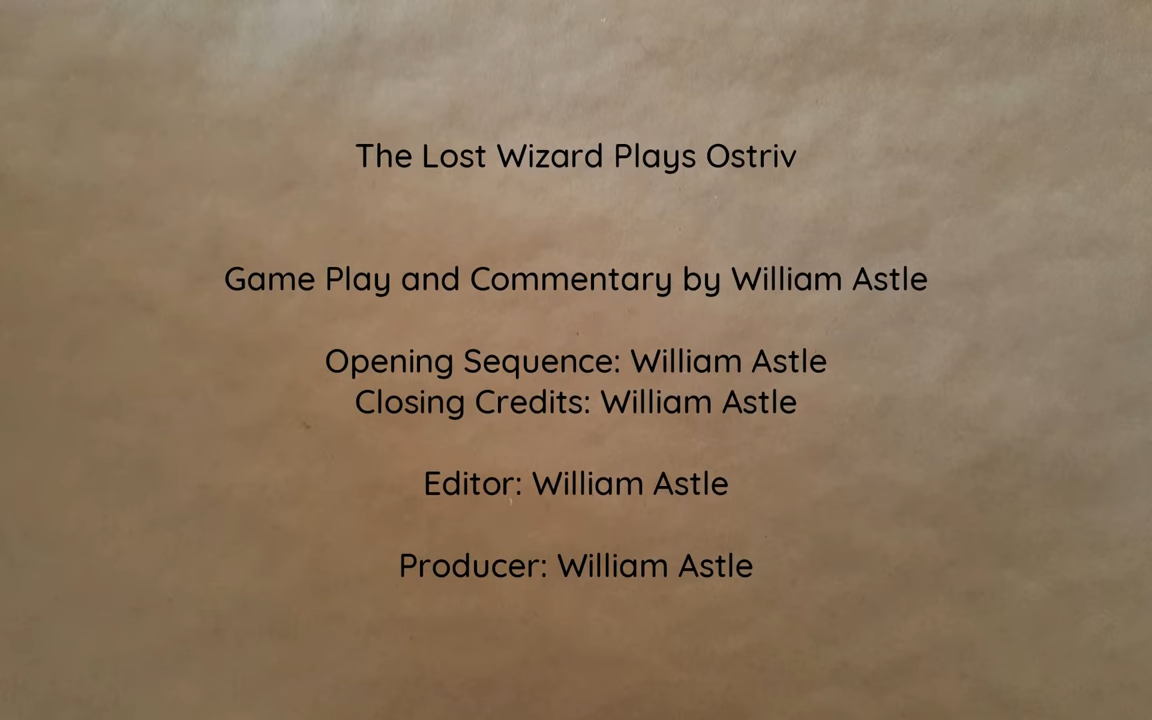 The Lost Wizard Plays Ostriv
Game Play and Commentary by William Astle
Opening Sequence: William Astle
Closing Credits: William Astle
Editor: William Astle
Producer: William Astle